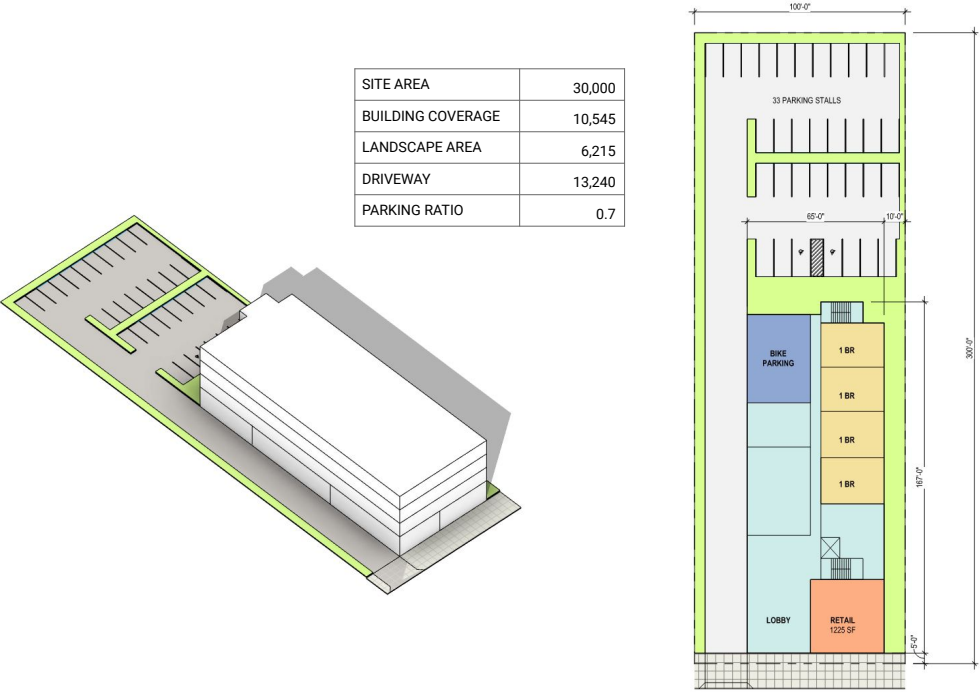 SITE AREA 30,000
BUILDING COVERAGE 10,545
LANDSCAPE AREA 6,215
DRIVEWAY 13,240
PARKING RATIO 0.7
100'-0"
33 PARKING STALLS
65'-0" 10'-0"
300'-0"
BIKE
PARKING
1 BR
1 BR
1 BR
1 BR
167'-0"
LOBBY
RETAIL
1225 SF
5'-0"